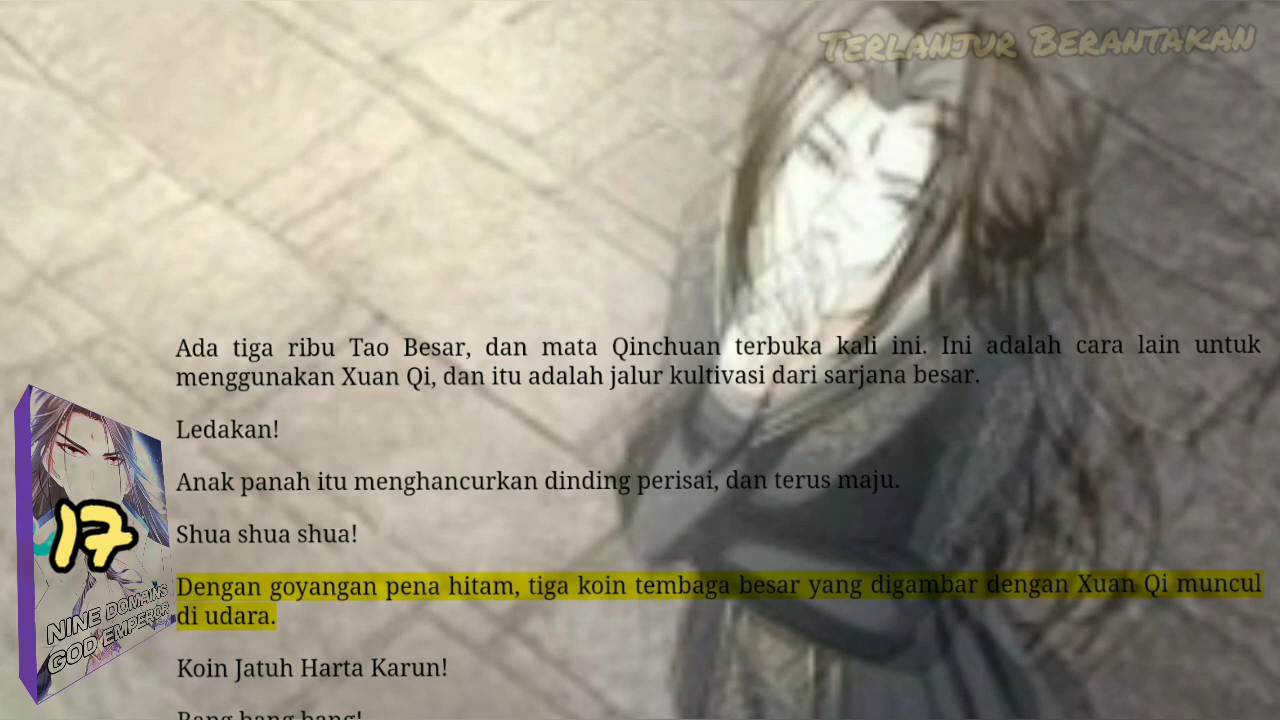 TERLANJUR BERANTAKAN
Ada tiga ribu Tao Besar, dan mata Qinchuan terbuka kali ini. Ini adalah cara lain untuk
menggunakan Xuan Qi, dan itu adalah jalur kultivasi dari sarjana besar.
Ledakan!
Anak panah itu menghancurkan dinding perisai, dan terus maju.
Shua shua shua!
Dengan goyangan pena hitam, tiga koin tembaga besar yang digambar dengan Xuan Qi muncul
di udara.
Koin Jatuh Harta Karun!
Bang bang bang!
17
NINE DOMAINS
GOD EMPEROR